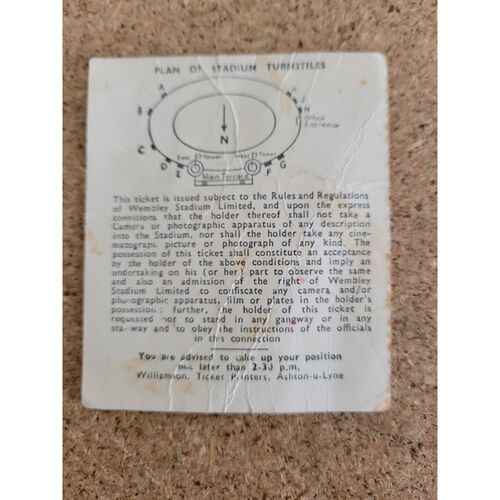 PLAN OF STADIUM TURNSTILES
A K
B J
H
Office Entrance
C N
East Tower West Tower
D G
E F
Main Terrace
This ticket is issued subject to the Rules and Regulations
of Wembley Stadium Limited, and upon the express
conditions that the holder thereof shall not take a
Camera or photographic apparatus of any description
into the Stadium, nor shall the holder take any cine-
matograph, picture or photograph of any kind. The
possession of this ticket shall constitute an acceptance
by the holder of the above conditions and imply an
undertaking on his (or her) part to observe the same
and also an admission of the right of Wembley
Stadium Limited to confiscate any camera and/or
photographic apparatus, film or plates in the holder's
possession: further, the holder of this ticket is
requested not to stand in any gangway or in any
stairway and to obey the instructions of the officials
in this connection
You are advised to take up your position
not later than 2-30 p.m.
Williamson, Ticket Printers, Ashton-u-Lyne